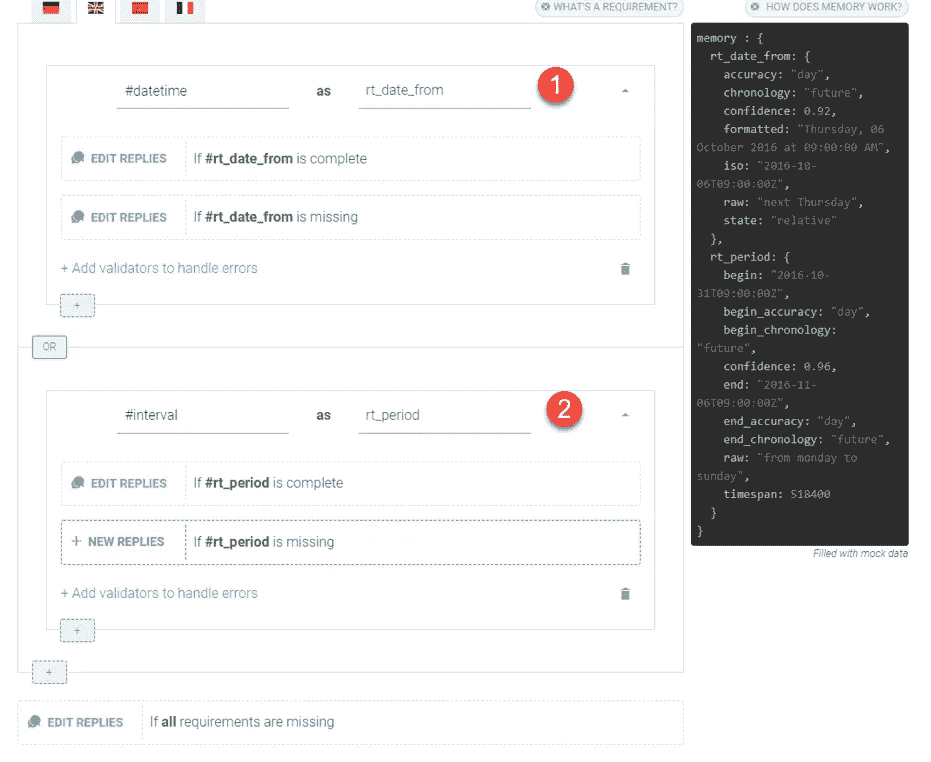 WHAT'S A REQUIREMENT?
HOW DOES MEMORY WORK?
#datetime as rt_date_from 1
EDIT REPLIES If #rt_date_from is complete
EDIT REPLIES If #rt_date_from is missing
+ Add validators to handle errors
+
OR
#interval as rt_period 2
EDIT REPLIES If #rt_period is complete
+ NEW REPLIES If #rt_period is missing
+ Add validators to handle errors
+
+
EDIT REPLIES If all requirements are missing
memory : {
rt_date_from: {
accuracy: "day",
chronology: "future",
confidence: 0.92,
formatted: "Thursday, 06
October 2016 at 09:00:00 AM",
iso: "2016-10-
06T09:00:00Z",
raw: "next Thursday",
state: "relative"
},
rt_period: {
begin: "2016-10-
31T09:00:00Z",
begin_accuracy: "day",
begin_chronology:
"future",
confidence: 0.96,
end: "2016-11-
06T09:00:00Z",
end_accuracy: "day",
end_chronology: "future",
raw: "from monday to
sunday",
timespan: 518400
}
}
Filled with mock data